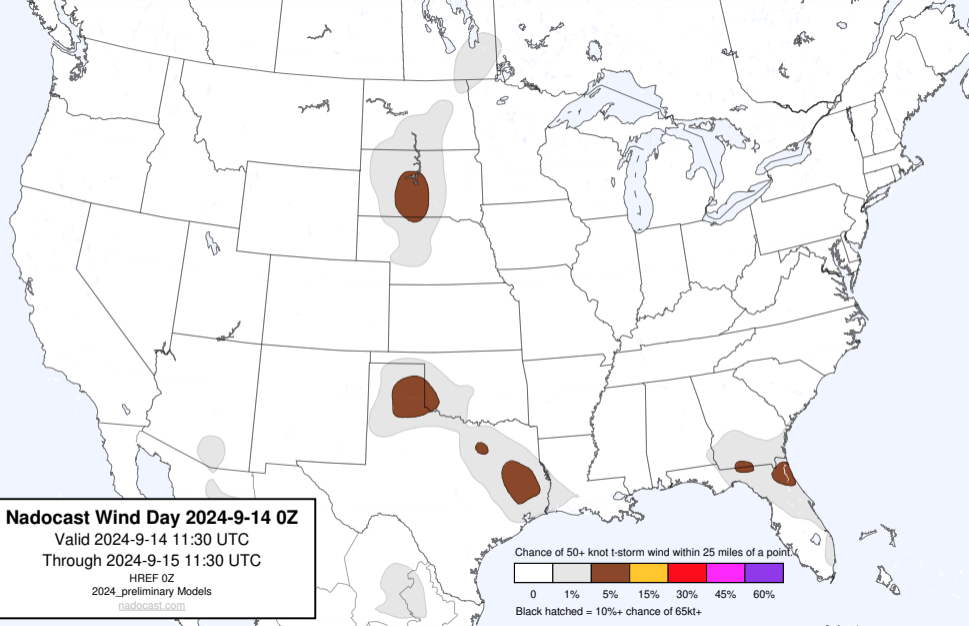 Nadocast Wind Day 2024-9-14 0Z
Valid 2024-9-14 11:30 UTC
Through 2024-9-15 11:30 UTC
HREF 0Z
2024_preliminary Models
nadocast.com
Chance of 50+ knot t-storm wind within 25 miles of a point.
0 1% 5% 15% 30% 45% 60%
Black hatched = 10%+ chance of 65kt+